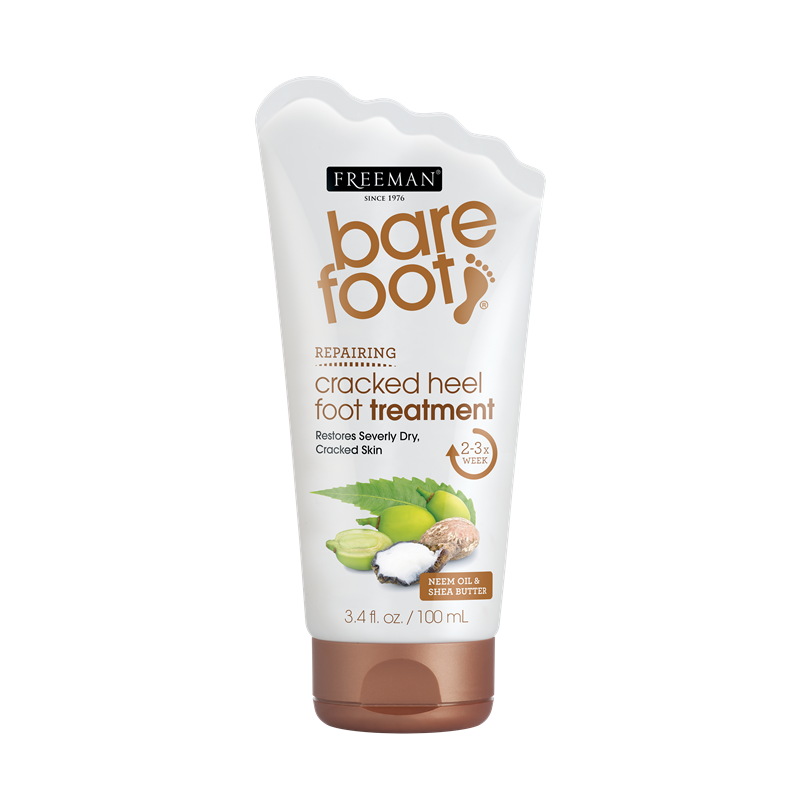 FREEMAN®
SINCE 1976
bare
foot®
REPAIRING
cracked heel
foot treatment
Restores Severly Dry,
Cracked Skin
2-3x
WEEK
NEEM OIL &
SHEA BUTTER
3.4 fl. oz. / 100 mL